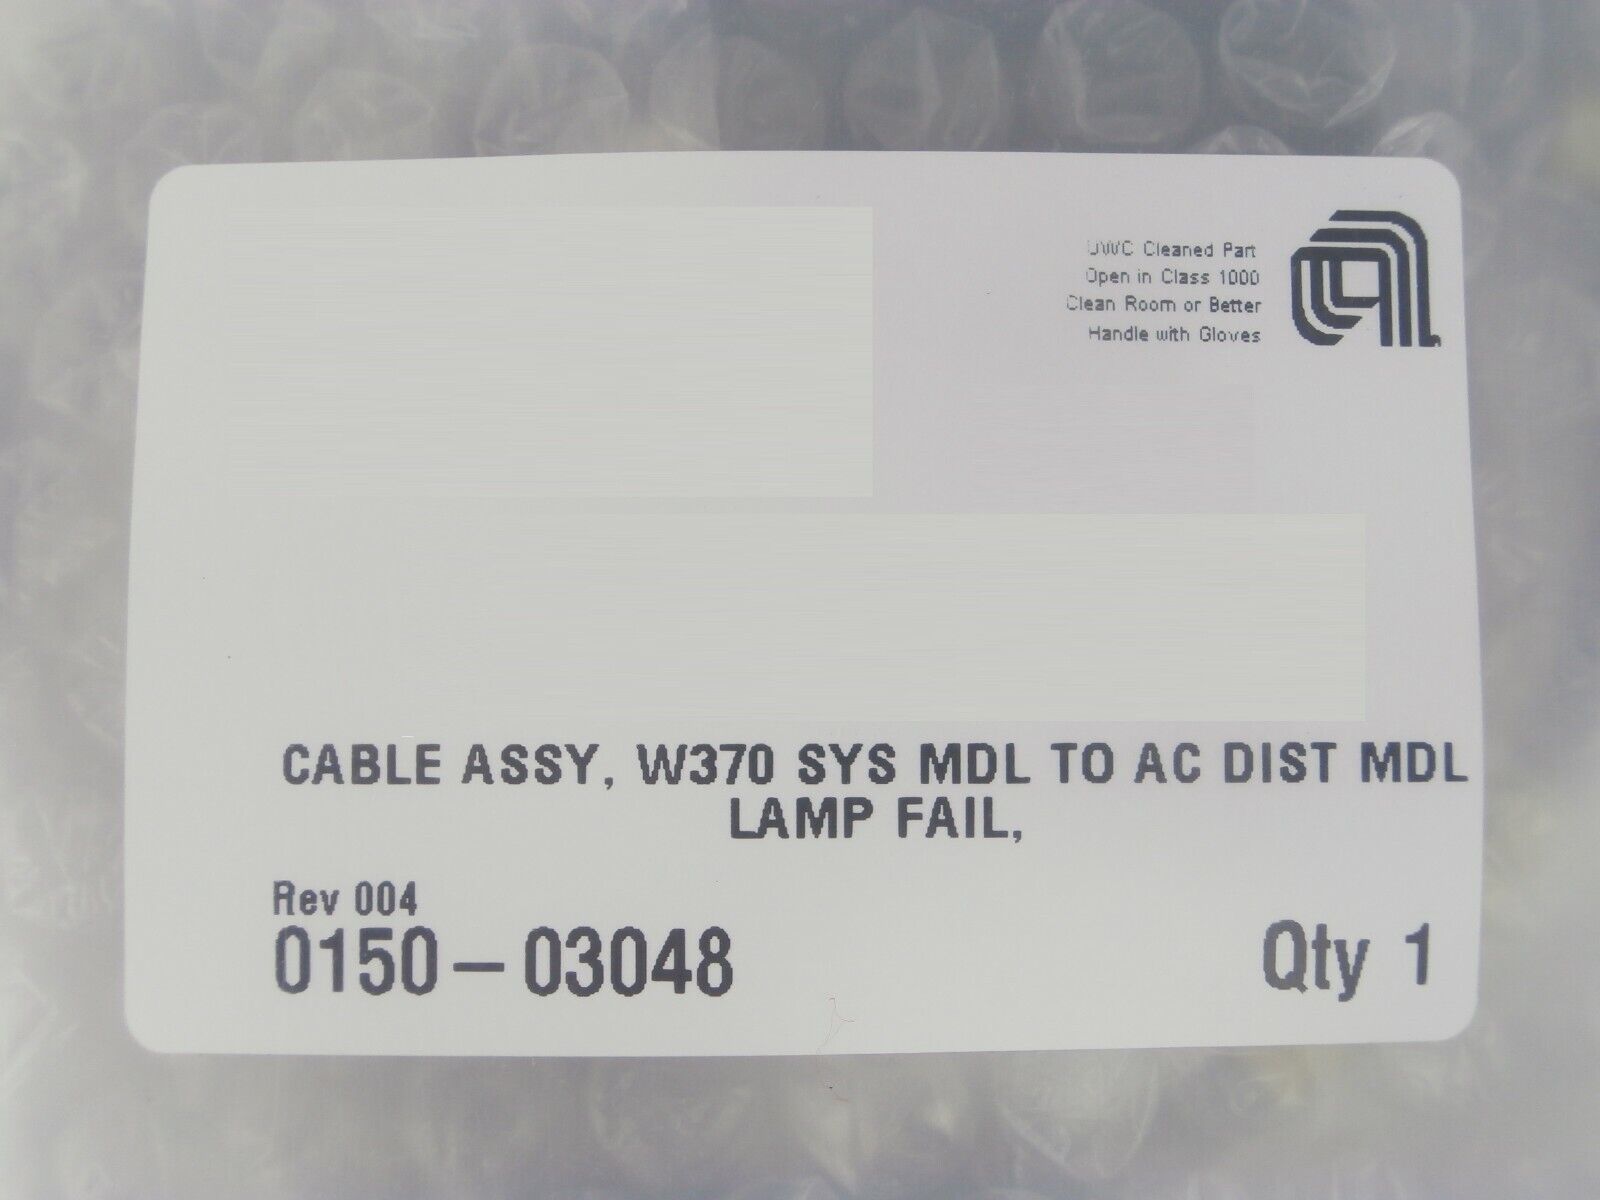 UWC Cleaned Part
Open in Class 1000
Clean Room or Better
Handle with Gloves
CABLE ASSY, W370 SYS MDL TO AC DIST MDL
LAMP FAIL,
Rev 004
0150-03048
Qty 1